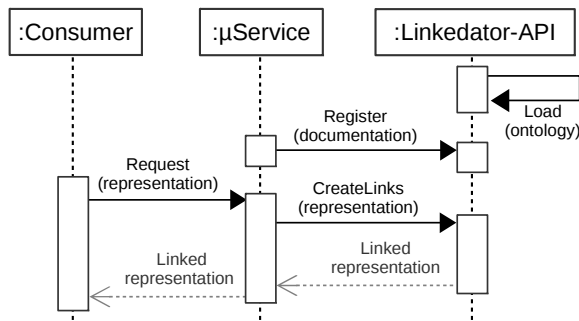 :Consumer
:µService
:Linkedator-API
Load
(ontology)
Register
(documentation)
Request
(representation)
CreateLinks
(representation)
Linked
representation
Linked
representation